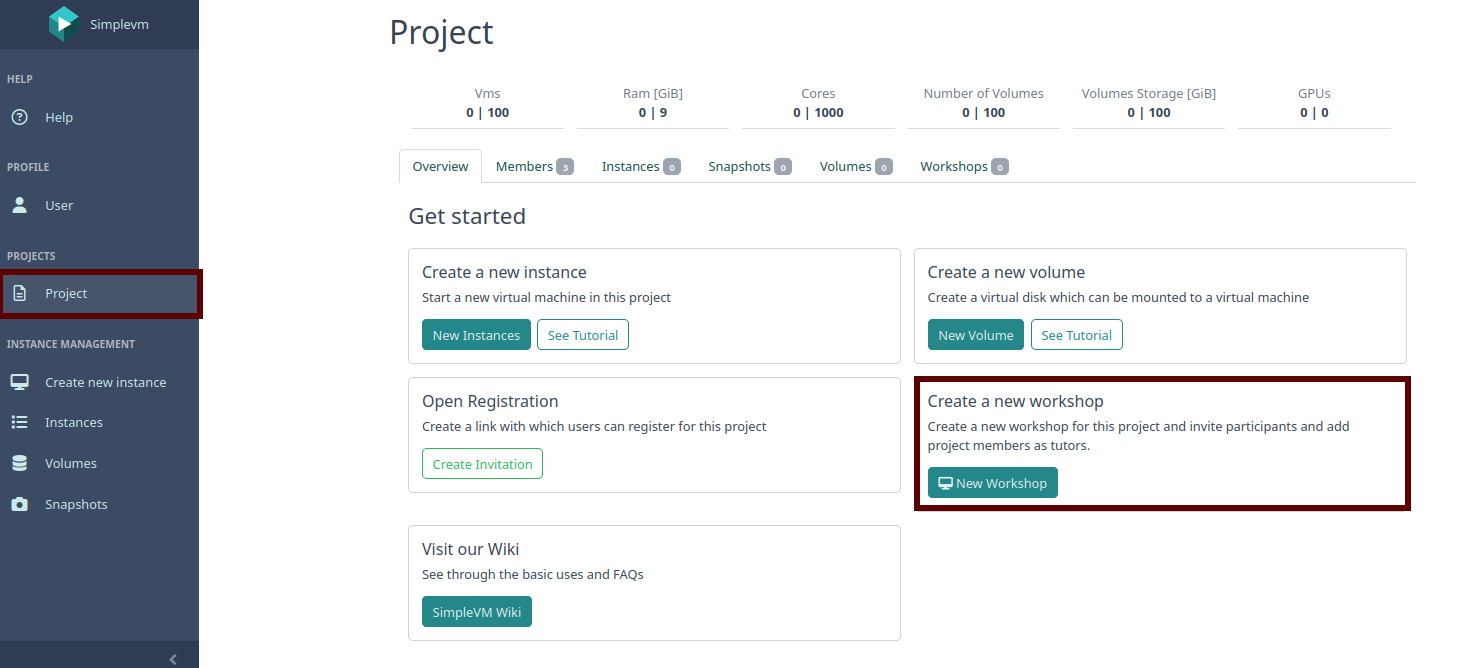 Simplevm
HELP
Help
PROFILE
User
PROJECTS
Project
INSTANCE MANAGEMENT
Create new instance
Instances
Volumes
Snapshots
Project
Vms
0 | 100
Ram [GiB]
0 | 9
Cores
0 | 1000
Number of Volumes
0 | 100
Volumes Storage [GiB]
0 | 100
GPUs
0 | 0
Overview Members 3 Instances 0 Snapshots 0 Volumes 0 Workshops 0
Get started
Create a new instance
Start a new virtual machine in this project
New Instances See Tutorial
Create a new volume
Create a virtual disk which can be mounted to a virtual machine
New Volume See Tutorial
Open Registration
Create a link with which users can register for this project
Create Invitation
Create a new workshop
Create a new workshop for this project and invite participants and add
project members as tutors.
New Workshop
Visit our Wiki
See through the basic uses and FAQs
SimpleVM Wiki